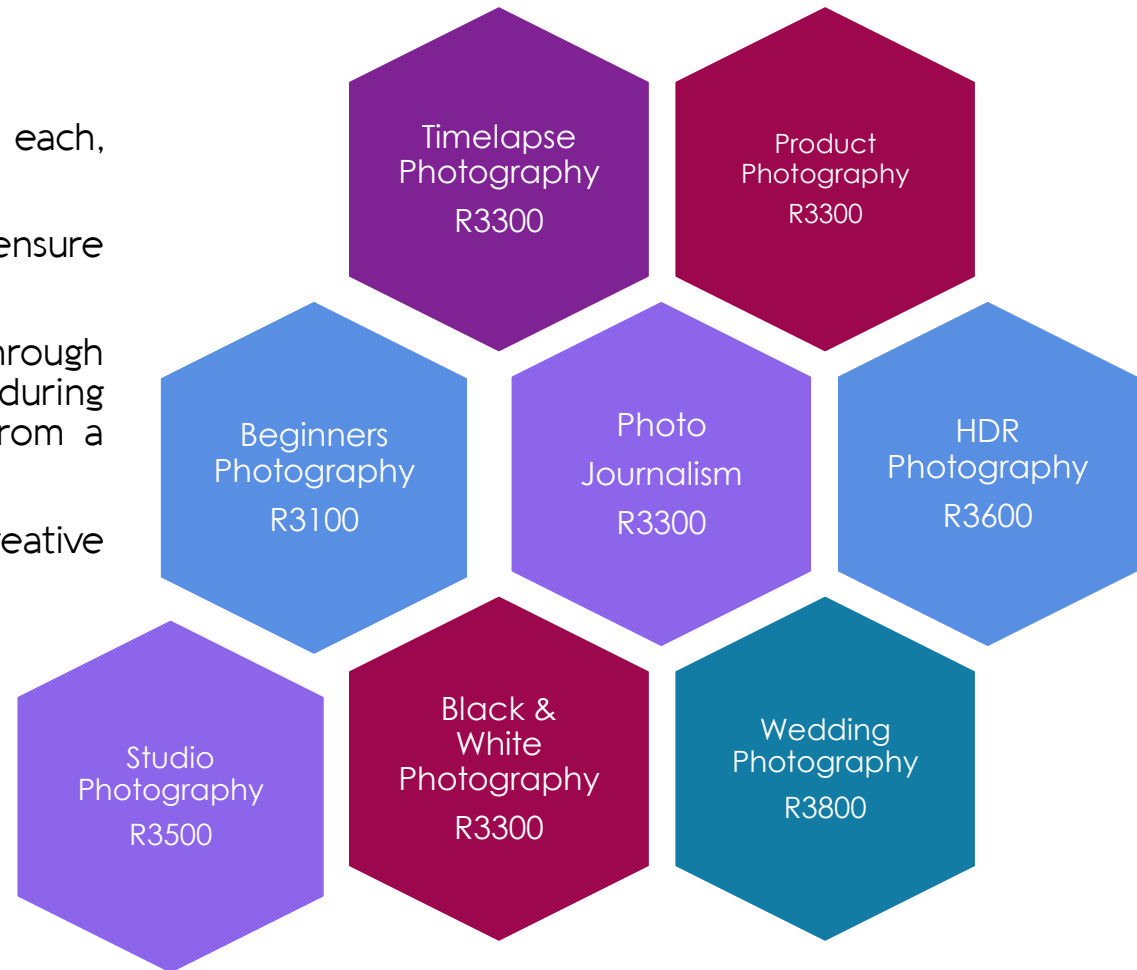 each,
ensure
hrough
during
rom a
reative
Timelapse
Photography
R3300
Product
Photography
R3300
Beginners
Photography
R3100
Photo
Journalism
R3300
HDR
Photography
R3600
Studio
Photography
R3500
Black &
White
Photography
R3300
Wedding
Photography
R3800